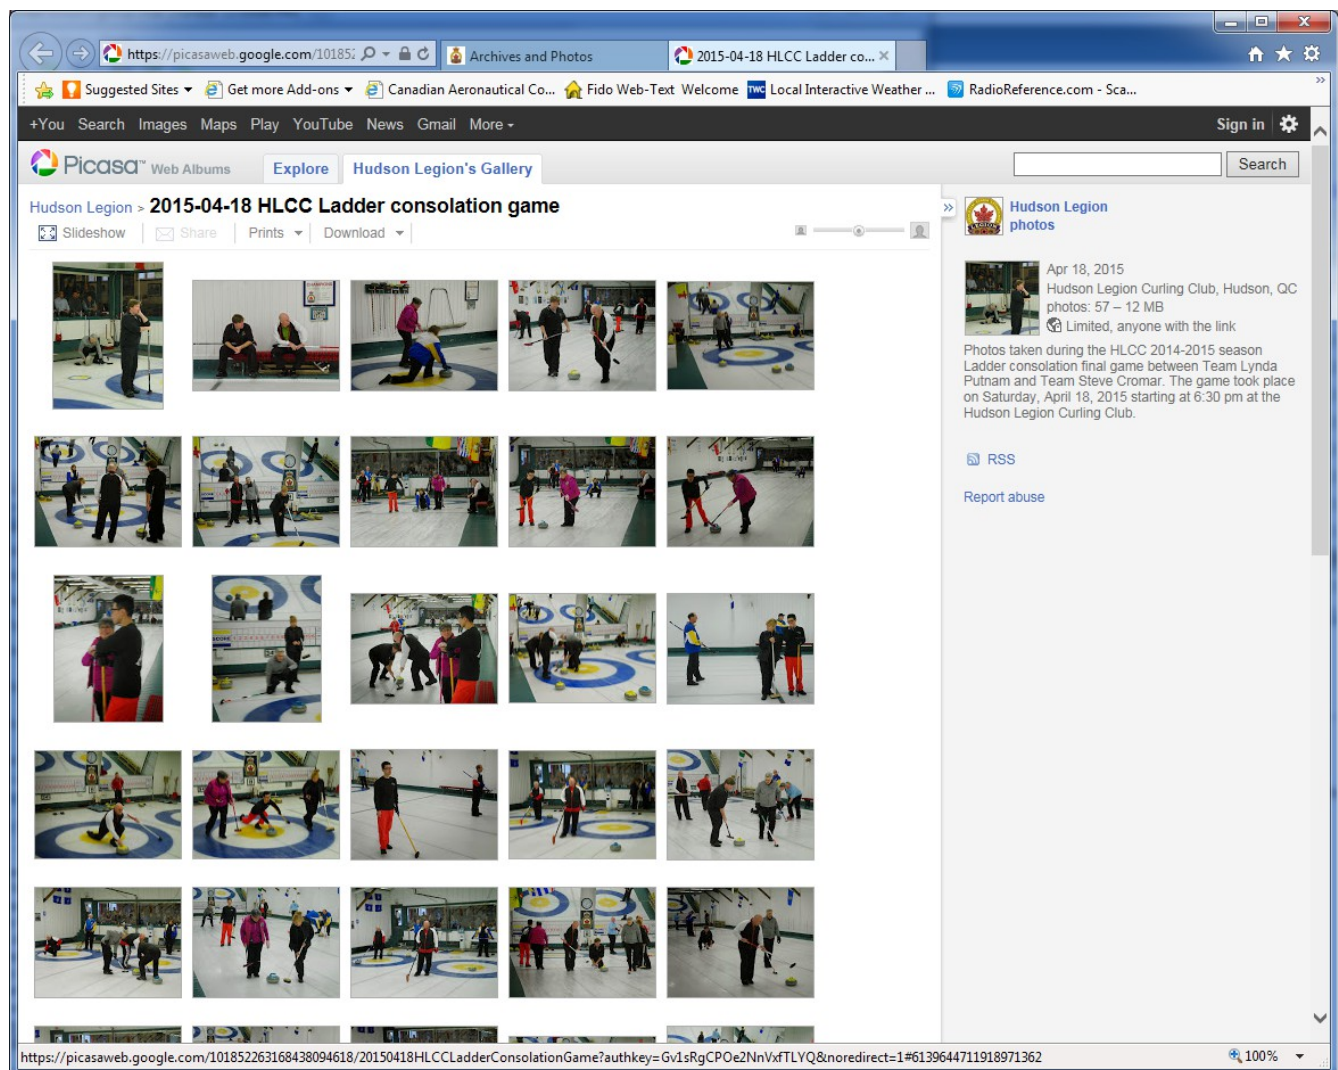 https://picasaweb.google.com/10185
Archives and Photos
2015-04-18 HLCC Ladder co...
Suggested Sites
Get more Add-ons
Canadian Aeronautical Co...
Fido Web-Text Welcome
TWC
Local Interactive Weather ...
RadioReference.com - Sca...
+You Search Images Maps Play YouTube News Gmail More
Sign in
Picasa™ Web Albums
Explore
Hudson Legion's Gallery
Search
Hudson Legion > 2015-04-18 HLCC Ladder consolation game
Slideshow
Share
Prints
Download
Hudson Legion
photos
Apr 18, 2015
Hudson Legion Curling Club, Hudson, QC
photos: 57 – 12 MB
Limited, anyone with the link
Photos taken during the HLCC 2014-2015 season
Ladder consolation final game between Team Lynda
Putnam and Team Steve Cromar. The game took place
on Saturday, April 18, 2015 starting at 6:30 pm at the
Hudson Legion Curling Club.
RSS
Report abuse
https://picasaweb.google.com/101852263168438094618/20150418HLCCLadderConsolationGame?authkey=Gv1sRgCPOe2NnVxfTLYQ&noredirect=1#6139644711918971362
100%